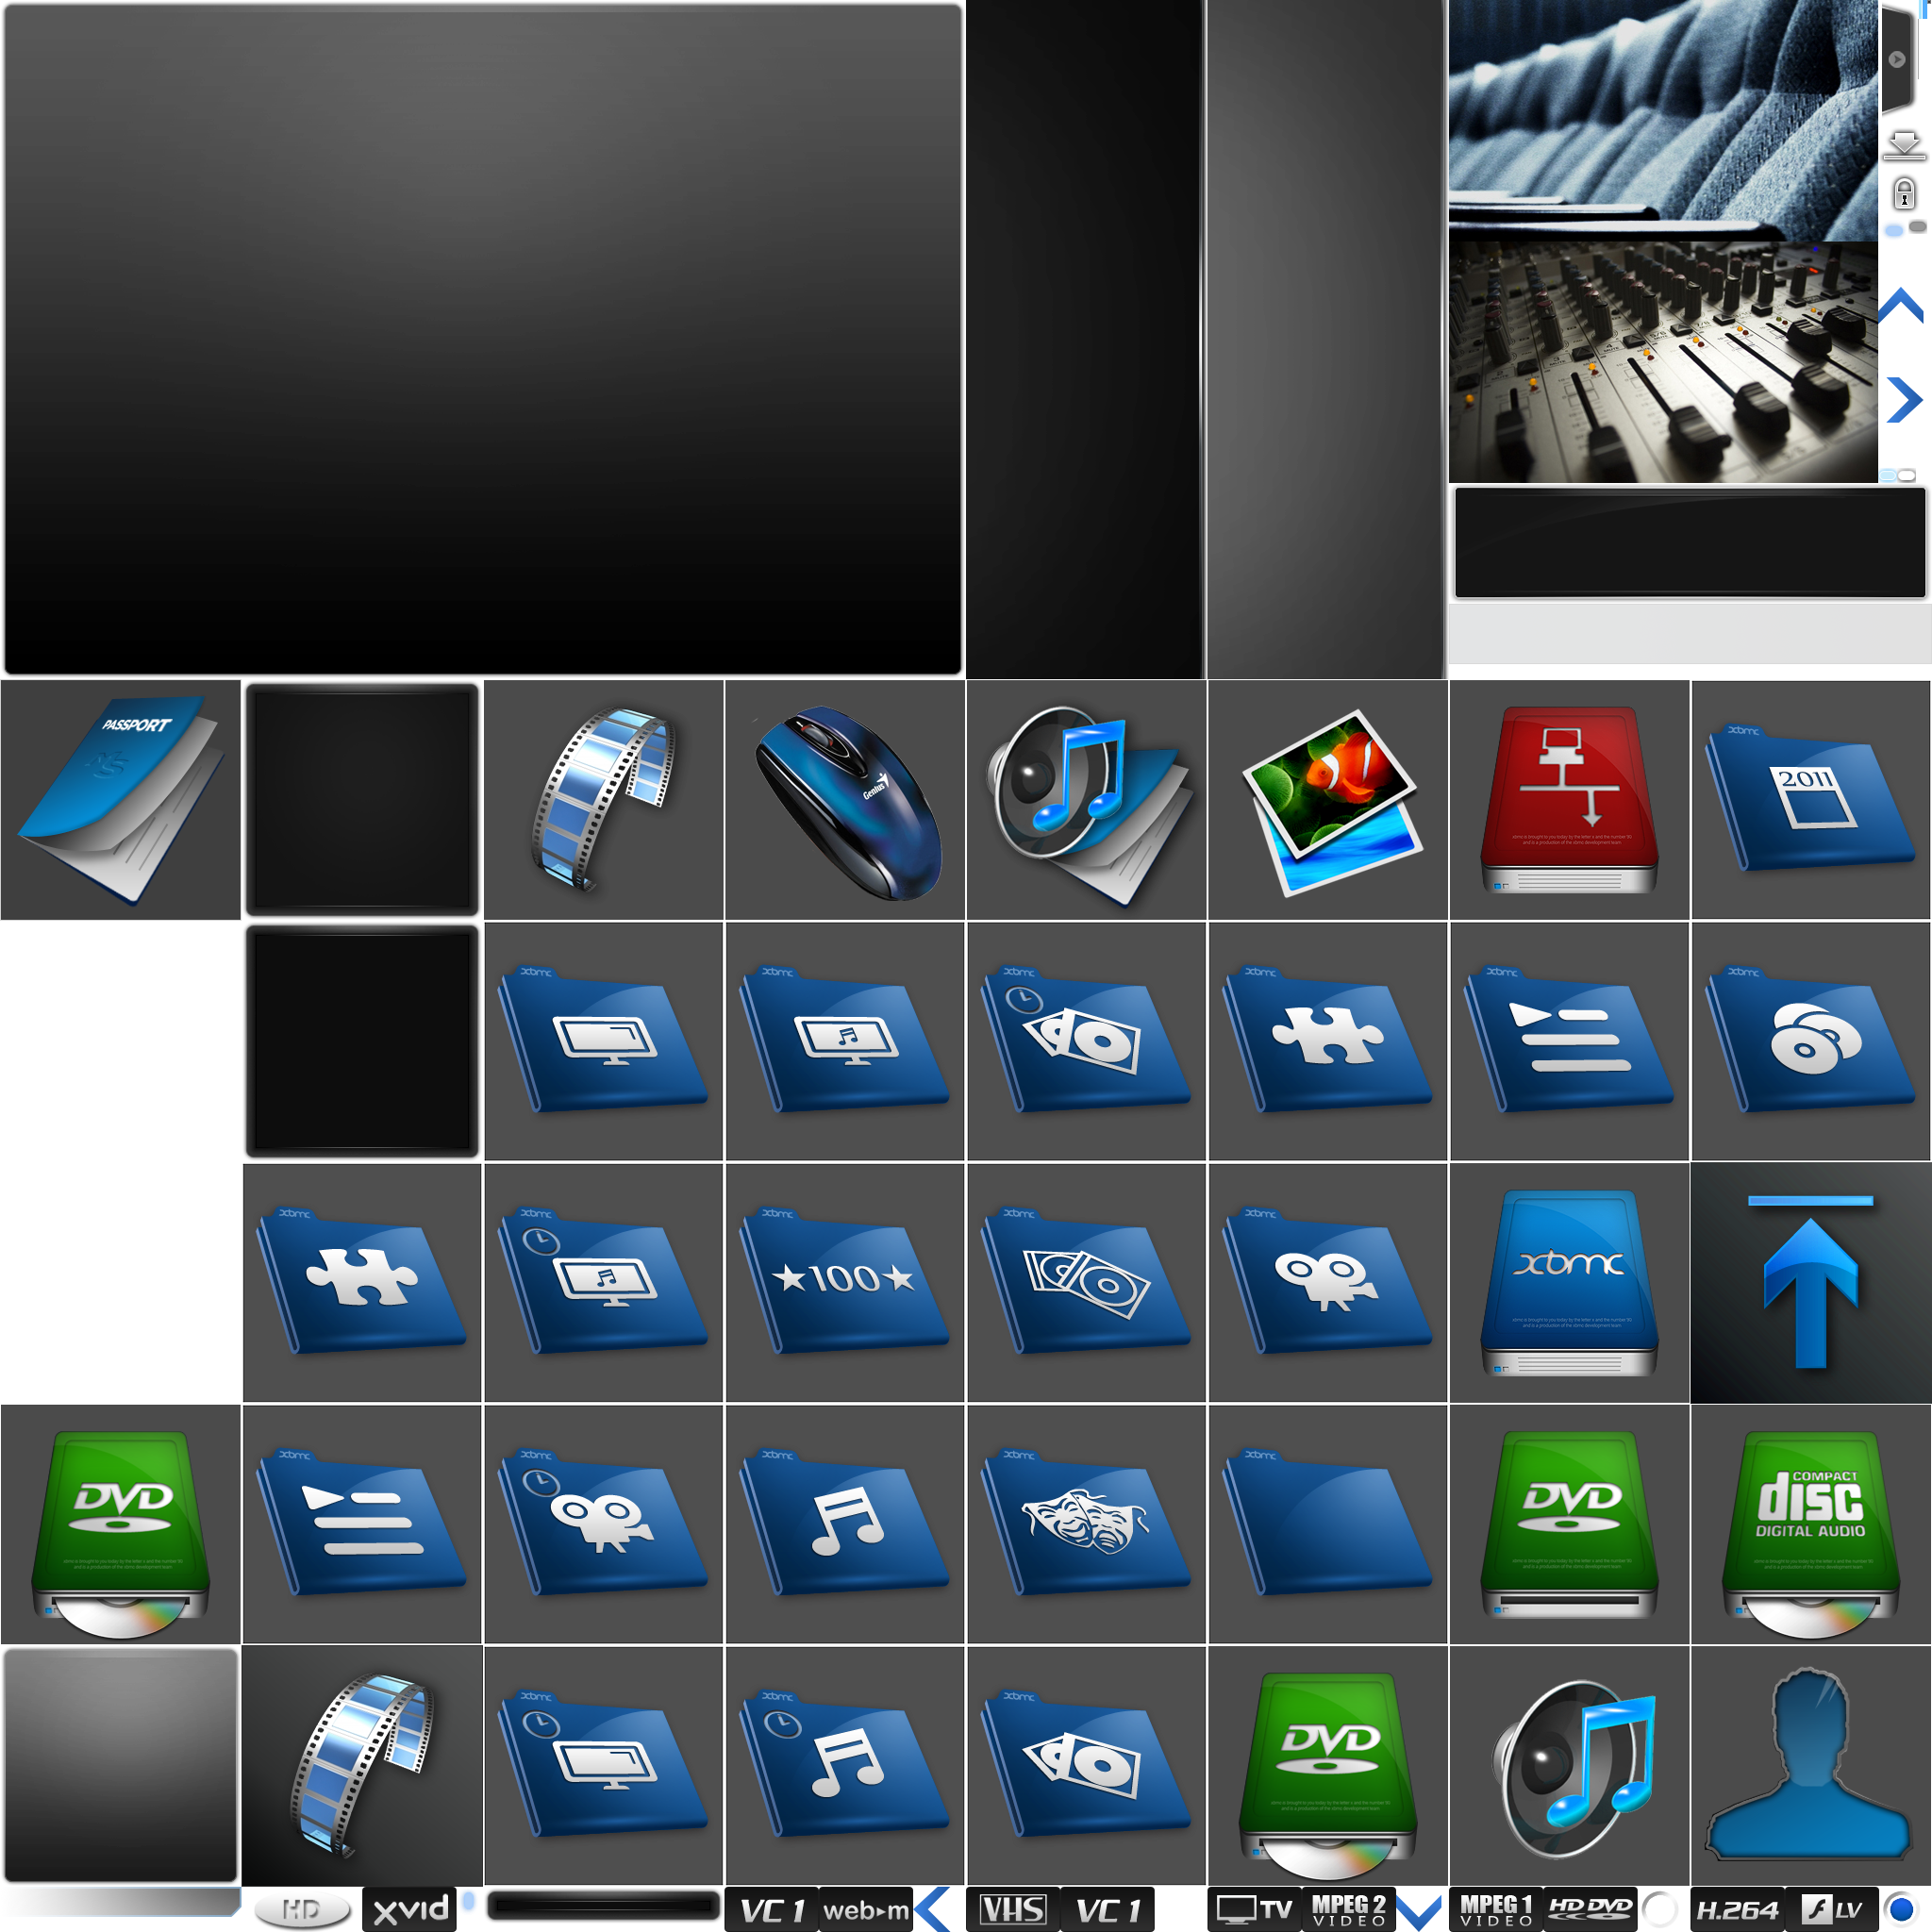 PASSPORT
NS
Genius
xbmc
2011
xbmc
xbmc
xbmc
xbmc
xbmc
xbmc
xbmc
xbmc
xbmc
100
xbmc
xbmc
xbmc
DVD
xbmc
xbmc
xbmc
xbmc
xbmc
DVD
COMPACT
disc
DIGITAL AUDIO
xbmc
xbmc
xbmc
DVD
HD
xvid
VC 1
web m
VHS
VC 1
TV
MPEG 2
VIDEO
MPEG 1
VIDEO
HD DVD
H.264
FLV